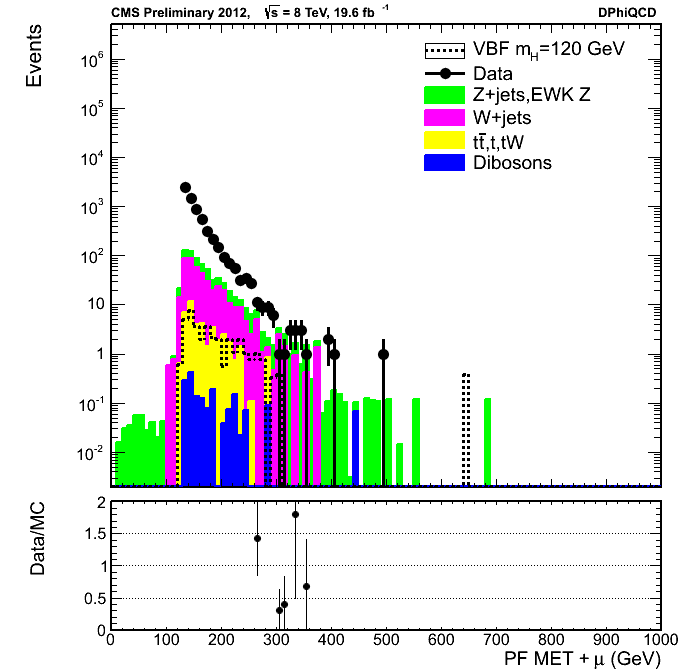 CMS Preliminary 2012, √s = 8 TeV, 19.6 fb⁻¹ DPhiQCD
Events
VBF m_H=120 GeV
Data
Z+jets,EWK Z
W+jets
tt̄,t,tW
Dibosons
10⁶
10⁵
10⁴
10³
10²
10
1
10⁻¹
10⁻²
Data/MC
2
1.5
1
0.5
0
0 100 200 300 400 500 600 700 800 900 1000
PF MET + μ (GeV)